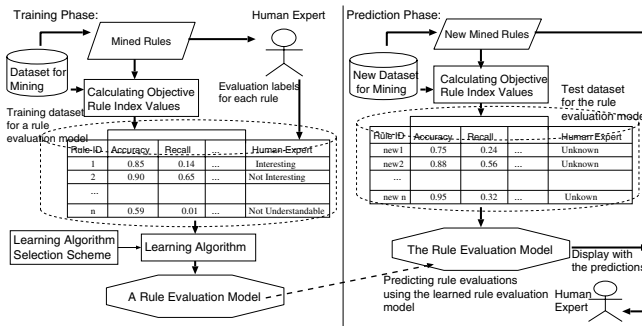 Training Phase:
Mined Rules
Human Expert
Dataset for
Mining
Calculating Objective
Rule Index Values
Evaluation labels
for each rule
Training dataset
for a rule
evaluation model
Rule-ID Accuracy Recall ... Human-Expert
1 0.85 0.14 ... Interesting
2 0.90 0.65 ... Not Interesting
...
n 0.59 0.01 ... Not Understandable
Learning Algorithm
Selection Scheme
Learning Algorithm
A Rule Evaluation Model
Prediction Phase:
New Mined Rules
New Dataset
for Mining
Calculating Objective
Rule Index Values
Test dataset
for the rule
evaluation model
Rule-ID Accuracy Recall ... Human Expert
new1 0.75 0.24 ... Unknown
new2 0.88 0.56 ... Unknown
... ...
new n 0.95 0.32 ... Unkown
The Rule Evaluation Model
Display with
the predictions
Predicting rule evaluations
using the learned rule evaluation
model
Human
Expert